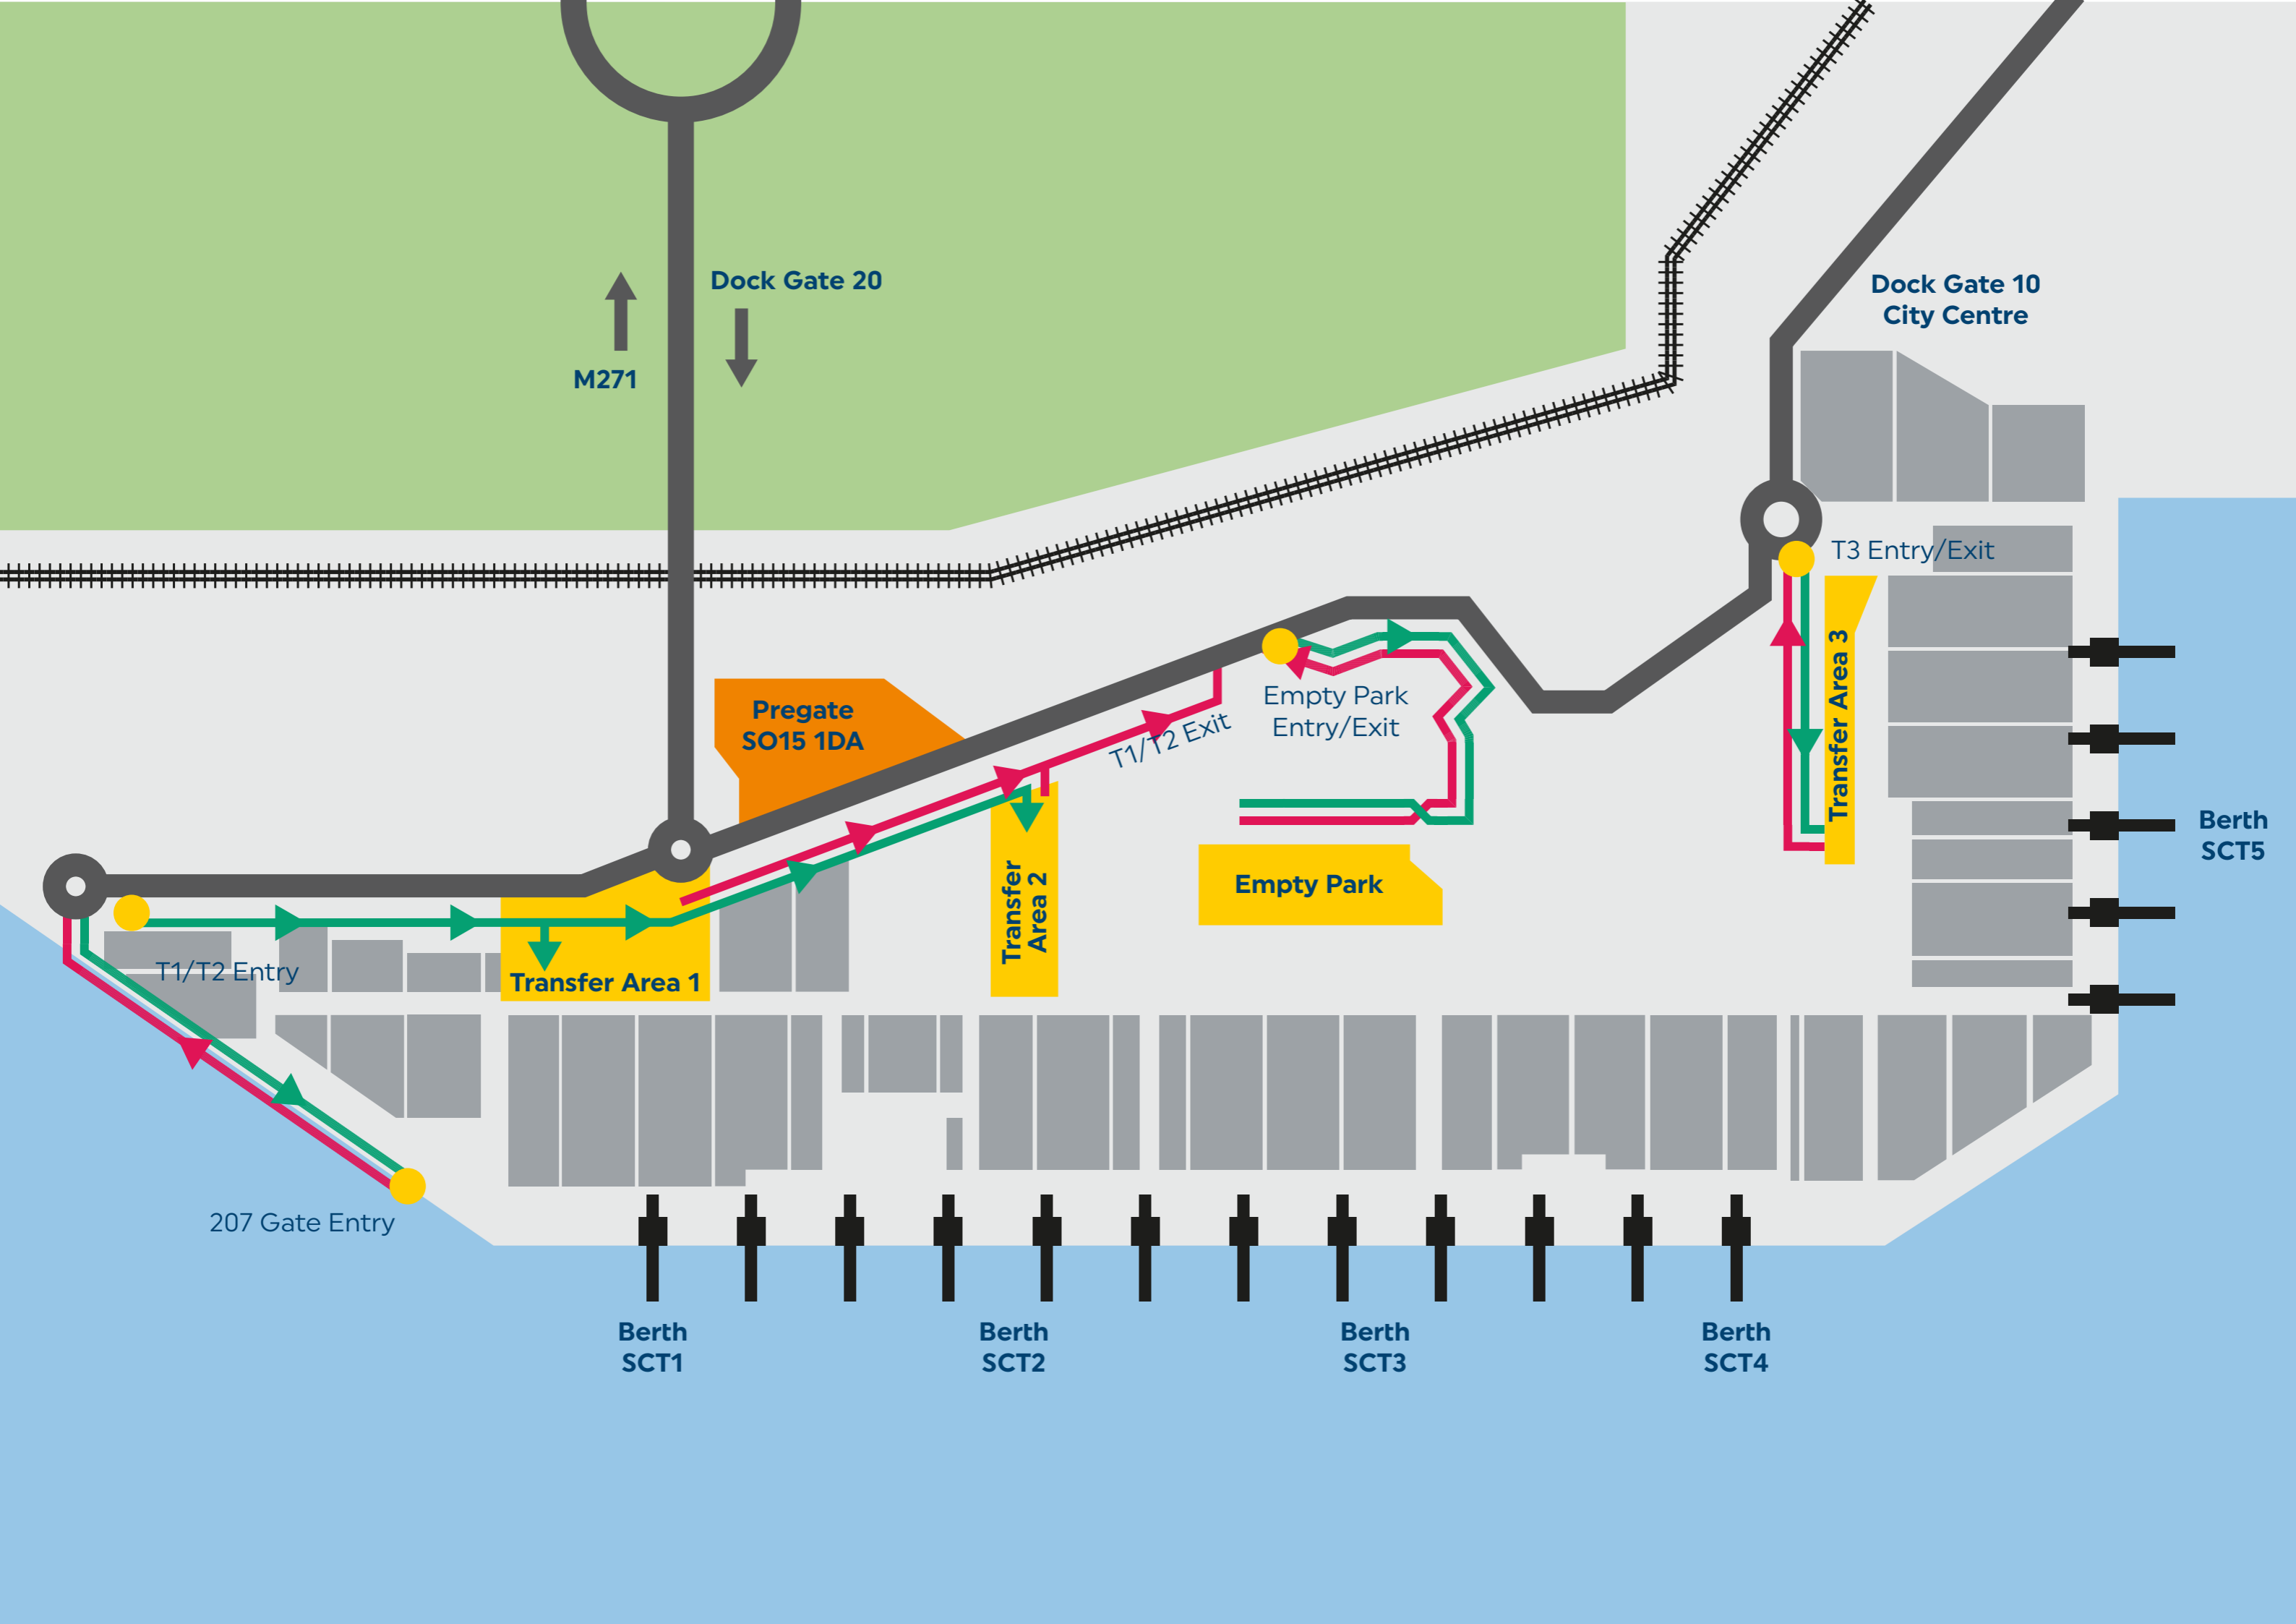 Dock Gate 20
M271
Dock Gate 10
City Centre
T3 Entry/Exit
Transfer Area 3
Pregate
SO15 1DA
Empty Park
Entry/Exit
T1/T2 Exit
Berth
SCT5
Transfer
Area 2
Empty Park
T1/T2 Entry
Transfer Area 1
207 Gate Entry
Berth
SCT1
Berth
SCT2
Berth
SCT3
Berth
SCT4